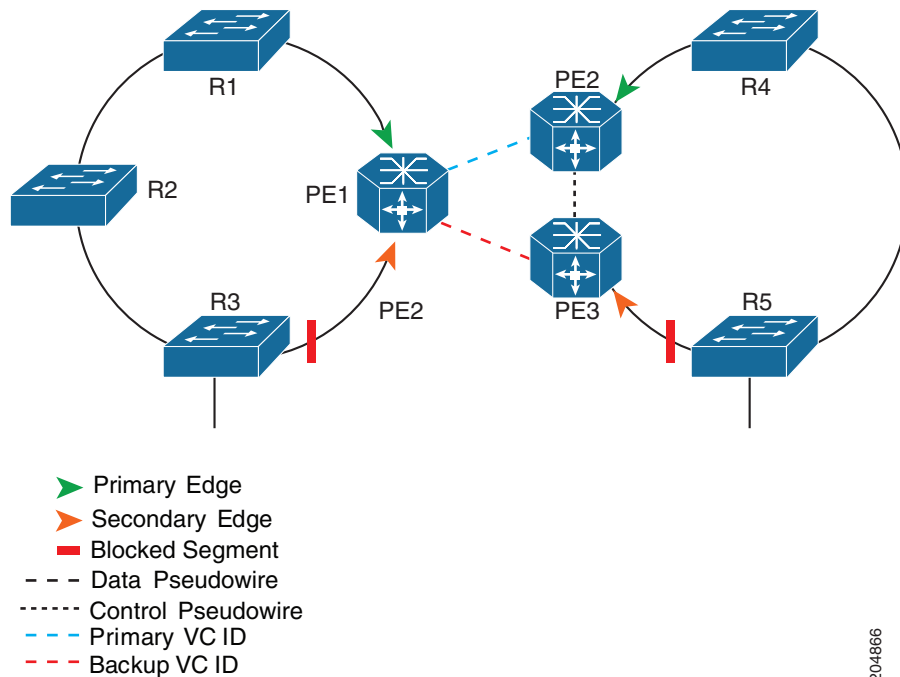 R1
PE2
R4
R2
PE1
R3
PE2
PE3
R5
Primary Edge
Secondary Edge
Blocked Segment
Data Pseudowire
Control Pseudowire
Primary VC ID
Backup VC ID
204866